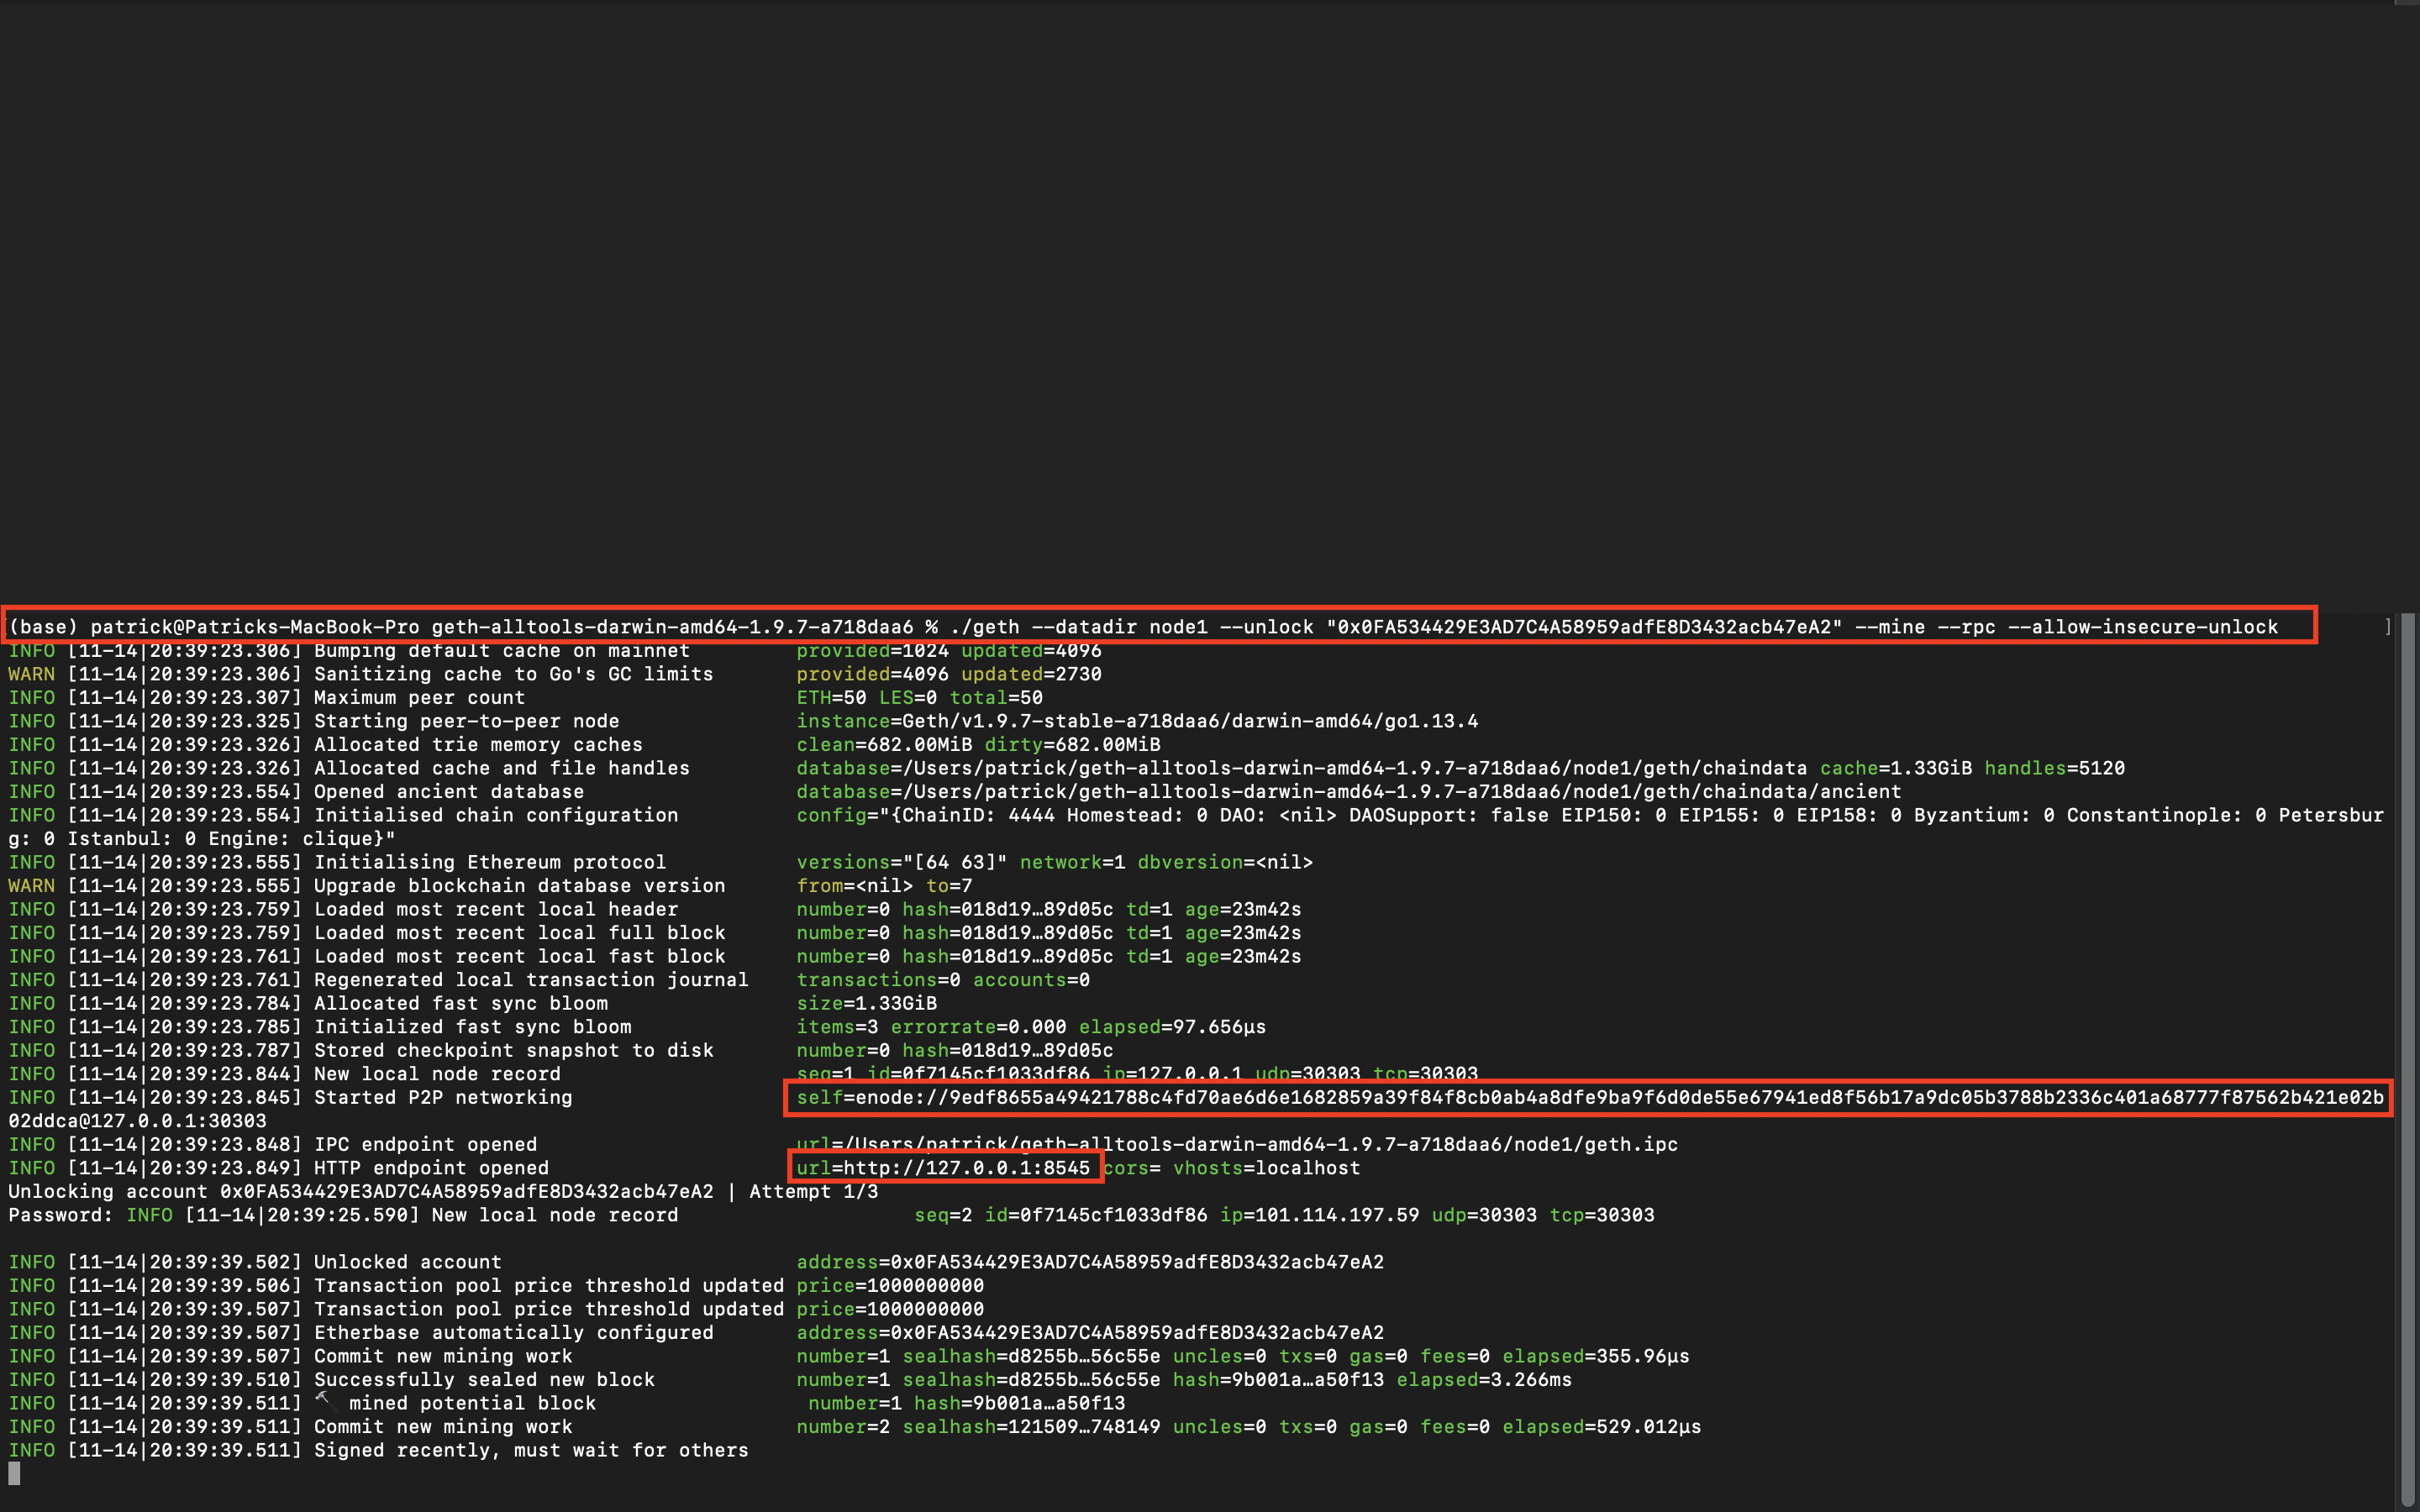 (base) patrick@Patricks-MacBook-Pro geth-alltools-darwin-amd64-1.9.7-a718daa6 % ./geth --datadir node1 --unlock "0x0FA534429E3AD7C4A58959adfE8D3432acb47eA2" --mine --rpc --allow-insecure-unlock ]
INFO [11-14|20:39:23.306] Bumping default cache on mainnet provided=1024 updated=4096
WARN [11-14|20:39:23.306] Sanitizing cache to Go's GC limits provided=4096 updated=2730
INFO [11-14|20:39:23.307] Maximum peer count ETH=50 LES=0 total=50
INFO [11-14|20:39:23.325] Starting peer-to-peer node instance=Geth/v1.9.7-stable-a718daa6/darwin-amd64/go1.13.4
INFO [11-14|20:39:23.326] Allocated trie memory caches clean=682.00MiB dirty=682.00MiB
INFO [11-14|20:39:23.326] Allocated cache and file handles database=/Users/patrick/geth-alltools-darwin-amd64-1.9.7-a718daa6/node1/geth/chaindata cache=1.33GiB handles=5120
INFO [11-14|20:39:23.554] Opened ancient database database=/Users/patrick/geth-alltools-darwin-amd64-1.9.7-a718daa6/node1/geth/chaindata/ancient
INFO [11-14|20:39:23.554] Initialised chain configuration config="{ChainID: 4444 Homestead: 0 DAO: <nil> DAOSupport: false EIP150: 0 EIP155: 0 EIP158: 0 Byzantium: 0 Constantinople: 0 Petersbur
g: 0 Istanbul: 0 Engine: clique}"
INFO [11-14|20:39:23.555] Initialising Ethereum protocol versions="[64 63]" network=1 dbversion=<nil>
WARN [11-14|20:39:23.555] Upgrade blockchain database version from=<nil> to=7
INFO [11-14|20:39:23.759] Loaded most recent local header number=0 hash=018d19…89d05c td=1 age=23m42s
INFO [11-14|20:39:23.759] Loaded most recent local full block number=0 hash=018d19…89d05c td=1 age=23m42s
INFO [11-14|20:39:23.761] Loaded most recent local fast block number=0 hash=018d19…89d05c td=1 age=23m42s
INFO [11-14|20:39:23.761] Regenerated local transaction journal transactions=0 accounts=0
INFO [11-14|20:39:23.784] Allocated fast sync bloom size=1.33GiB
INFO [11-14|20:39:23.785] Initialized fast sync bloom items=3 errorrate=0.000 elapsed=97.656µs
INFO [11-14|20:39:23.787] Stored checkpoint snapshot to disk number=0 hash=018d19…89d05c
INFO [11-14|20:39:23.844] New local node record seq=1 id=0f7145cf1033df86 ip=127.0.0.1 udp=30303 tcp=30303
INFO [11-14|20:39:23.845] Started P2P networking self=enode://9edf8655a49421788c4fd70ae6d6e1682859a39f84f8cb0ab4a8dfe9ba9f6d0de55e67941ed8f56b17a9dc05b3788b2336c401a68777f87562b421e02b
02ddca@127.0.0.1:30303
INFO [11-14|20:39:23.848] IPC endpoint opened url=/Users/patrick/geth-alltools-darwin-amd64-1.9.7-a718daa6/node1/geth.ipc
INFO [11-14|20:39:23.849] HTTP endpoint opened url=http://127.0.0.1:8545 cors= vhosts=localhost
Unlocking account 0x0FA534429E3AD7C4A58959adfE8D3432acb47eA2 | Attempt 1/3
Password: INFO [11-14|20:39:25.590] New local node record seq=2 id=0f7145cf1033df86 ip=101.114.197.59 udp=30303 tcp=30303
INFO [11-14|20:39:39.502] Unlocked account address=0x0FA534429E3AD7C4A58959adfE8D3432acb47eA2
INFO [11-14|20:39:39.506] Transaction pool price threshold updated price=1000000000
INFO [11-14|20:39:39.507] Transaction pool price threshold updated price=1000000000
INFO [11-14|20:39:39.507] Etherbase automatically configured address=0x0FA534429E3AD7C4A58959adfE8D3432acb47eA2
INFO [11-14|20:39:39.507] Commit new mining work number=1 sealhash=d8255b…56c55e uncles=0 txs=0 gas=0 fees=0 elapsed=355.96µs
INFO [11-14|20:39:39.510] Successfully sealed new block number=1 sealhash=d8255b…56c55e hash=9b001a…a50f13 elapsed=3.266ms
INFO [11-14|20:39:39.511] 🔨 mined potential block number=1 hash=9b001a…a50f13
INFO [11-14|20:39:39.511] Commit new mining work number=2 sealhash=121509…748149 uncles=0 txs=0 gas=0 fees=0 elapsed=529.012µs
INFO [11-14|20:39:39.511] Signed recently, must wait for others